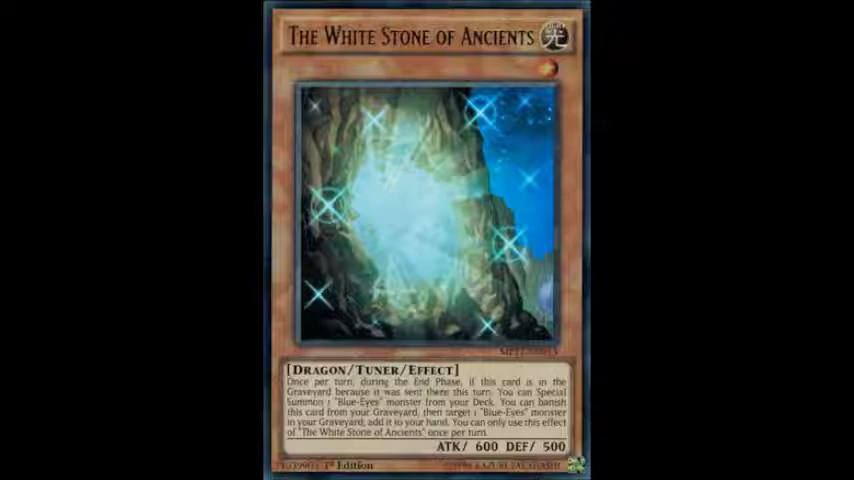 THE WHITE STONE OF ANCIENTS
光
[DRAGON/TUNER/EFFECT]
Once per turn, during the End Phase, if this card is in the
Graveyard because it was sent there this turn: You can Special
Summon 1 "Blue-Eyes" monster from your Deck. You can banish
this card from your Graveyard, then target 1 "Blue-Eyes" monster
in your Graveyard; add it to your hand. You can only use this effect
of "The White Stone of Ancients" once per turn.
ATK/ 600 DEF/ 500
1st Edition
KAZUKI TAKAHASHI